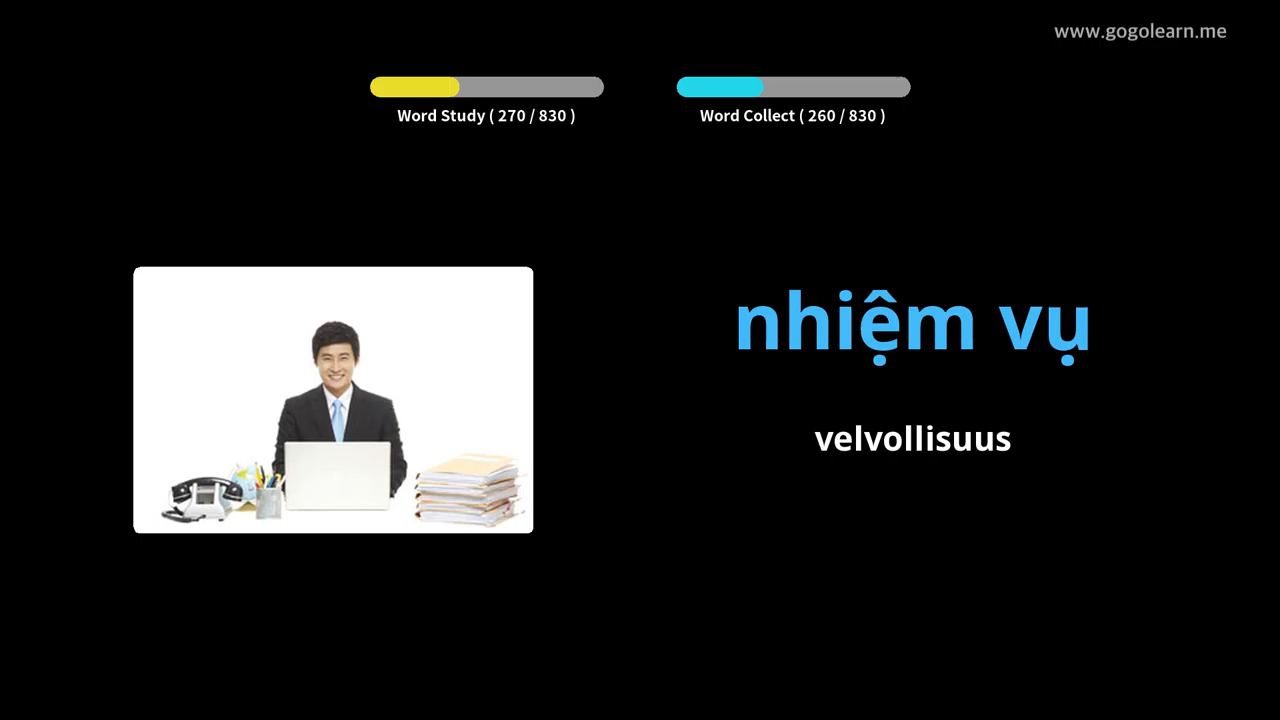 www.gogolearn.me
Word Study ( 270 / 830 )
Word Collect ( 260 / 830 )
nhiệm vụ
velvollisuus